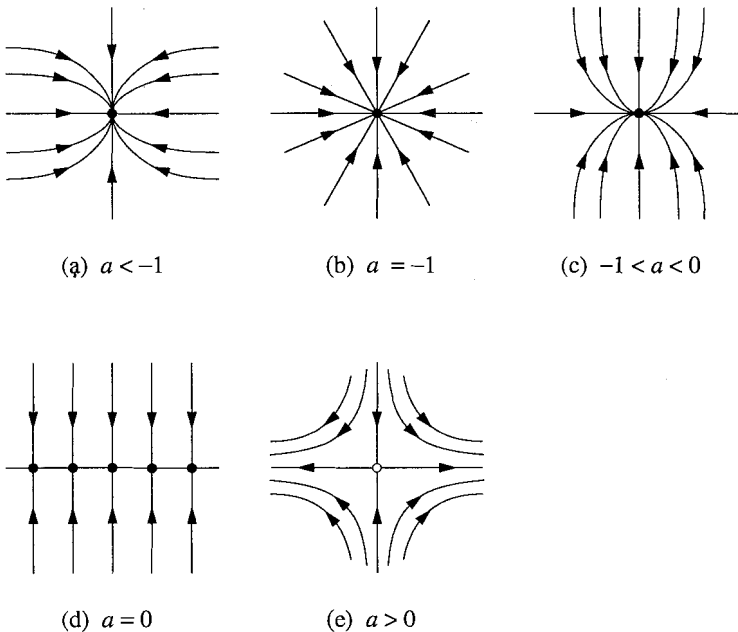 (a) a < −1
(b) a = −1
(c) −1 < a < 0
(d) a = 0
(e) a > 0